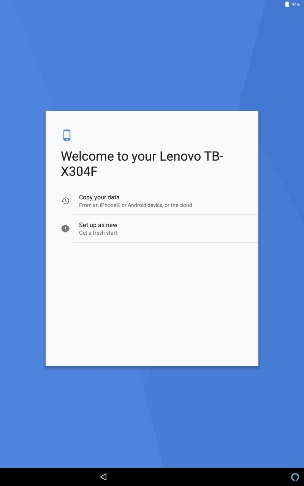 94%
Welcome to your Lenovo TB-
X304F
Copy your data
From an iPhone® or Android device, or the cloud
Set up as new
Get a fresh start